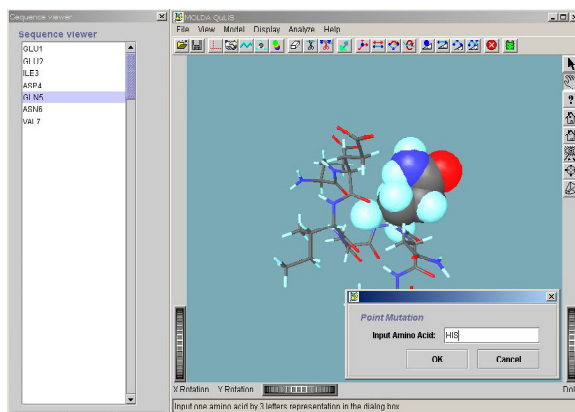 Sequence viewer
Sequence viewer
GLU1
GLU2
ILE3
ASP4
GLN5
ASN6
VAL7
MOLDA QuLIS
File View Model Display Analyze Help
Point Mutation
Input Amino Acid: HIS
OK Cancel
X Rotation Y Rotation
Input one amino acid by 3 letters representation in the dialog box